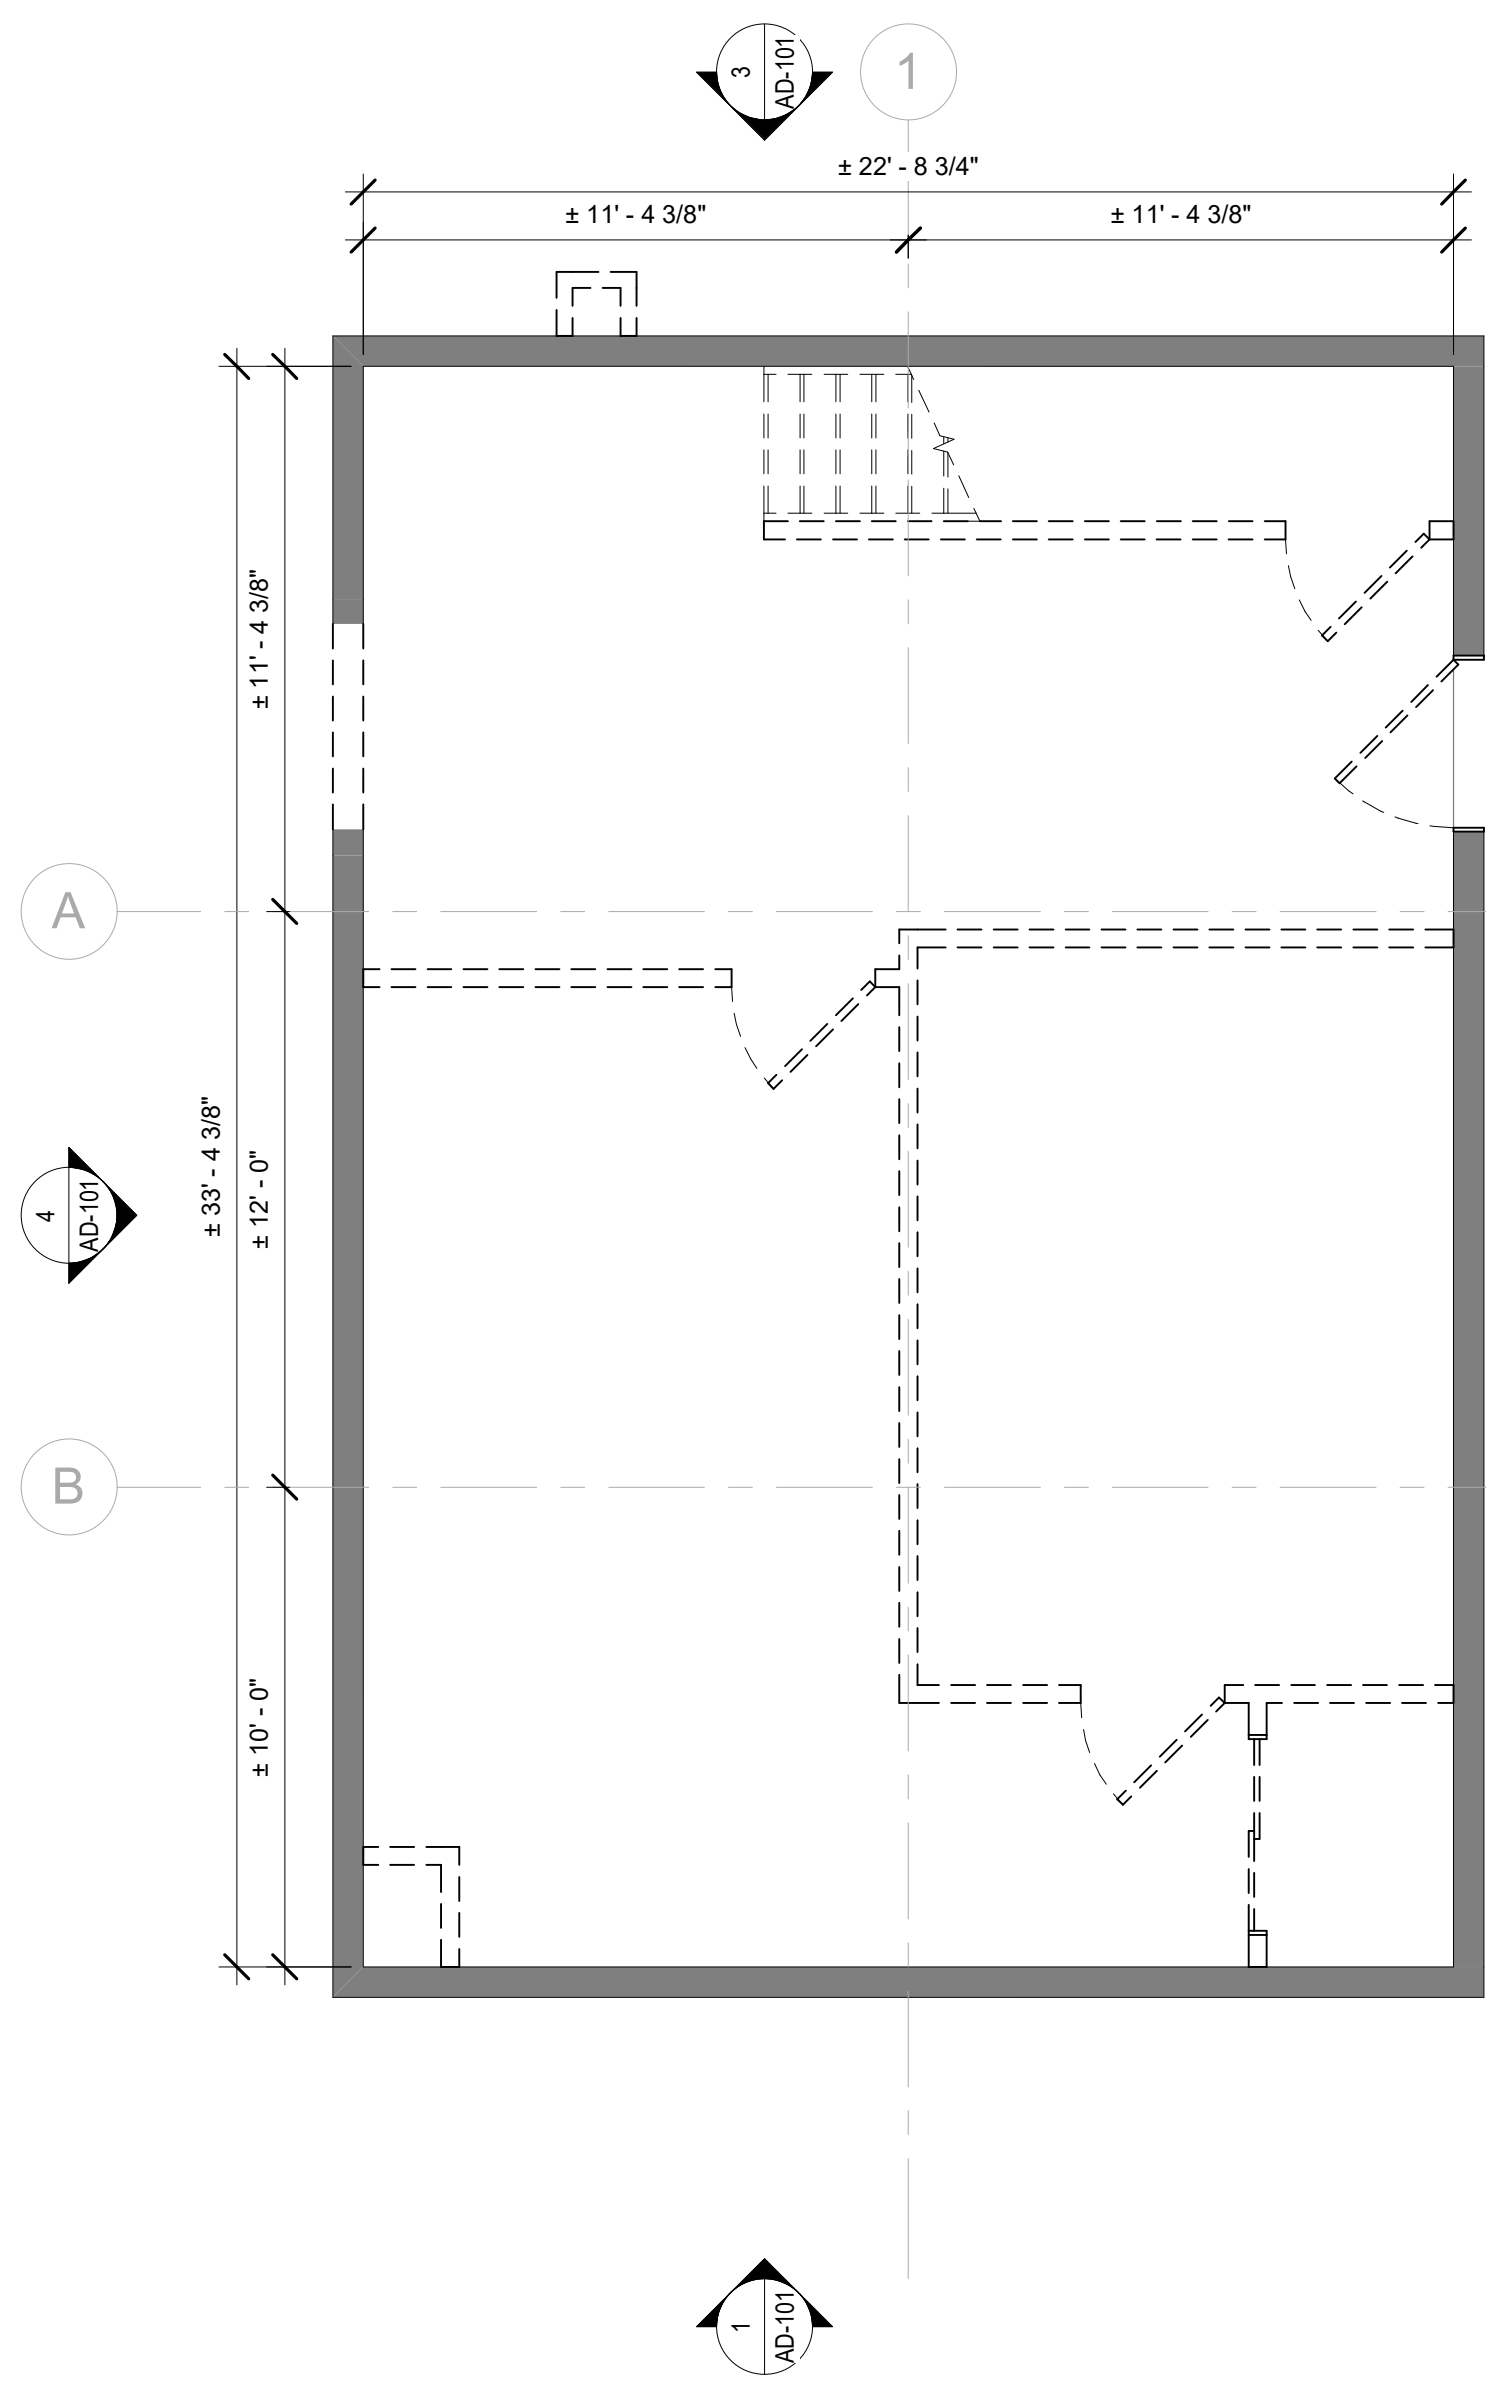 3
AD-101
1
± 22' - 8 3/4"
± 11' - 4 3/8"
± 11' - 4 3/8"
± 11' - 4 3/8"
A
± 33' - 4 3/8"
± 12' - 0"
4
AD-101
B
± 10' - 0"
1
AD-101